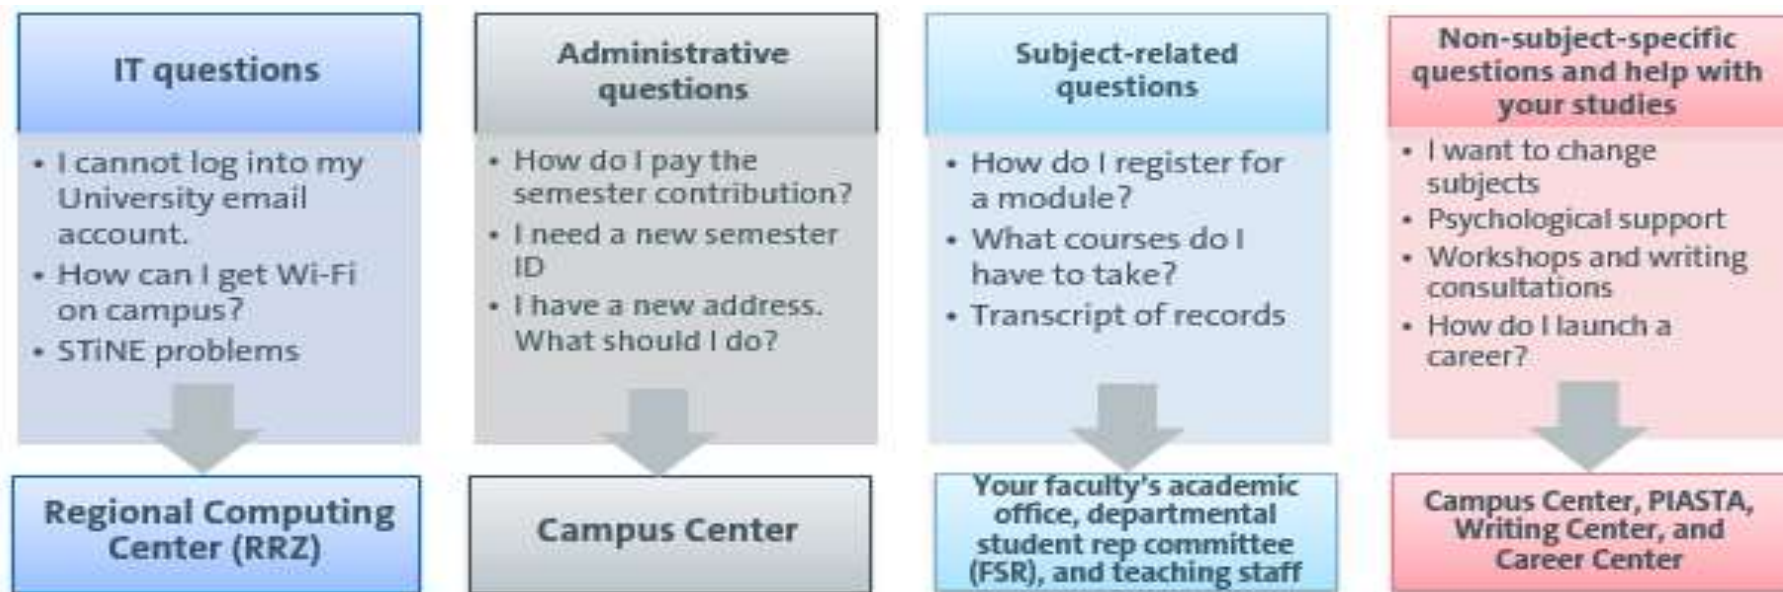 IT questions
• I cannot log into my
University email
account.
• How can I get Wi-Fi
on campus?
• STiNE problems
Regional Computing
Center (RRZ)
Administrative
questions
• How do I pay the
semester contribution?
• I need a new semester
ID
• I have a new address.
What should I do?
Campus Center
Subject-related
questions
• How do I register for
a module?
• What courses do I
have to take?
• Transcript of records
Your faculty's academic
office, departmental
student rep committee
(FSR), and teaching staff
Non-subject-specific
questions and help with
your studies
• I want to change
subjects
• Psychological support
• Workshops and writing
consultations
• How do I launch a
career?
Campus Center, PIASTA,
Writing Center, and
Career Center